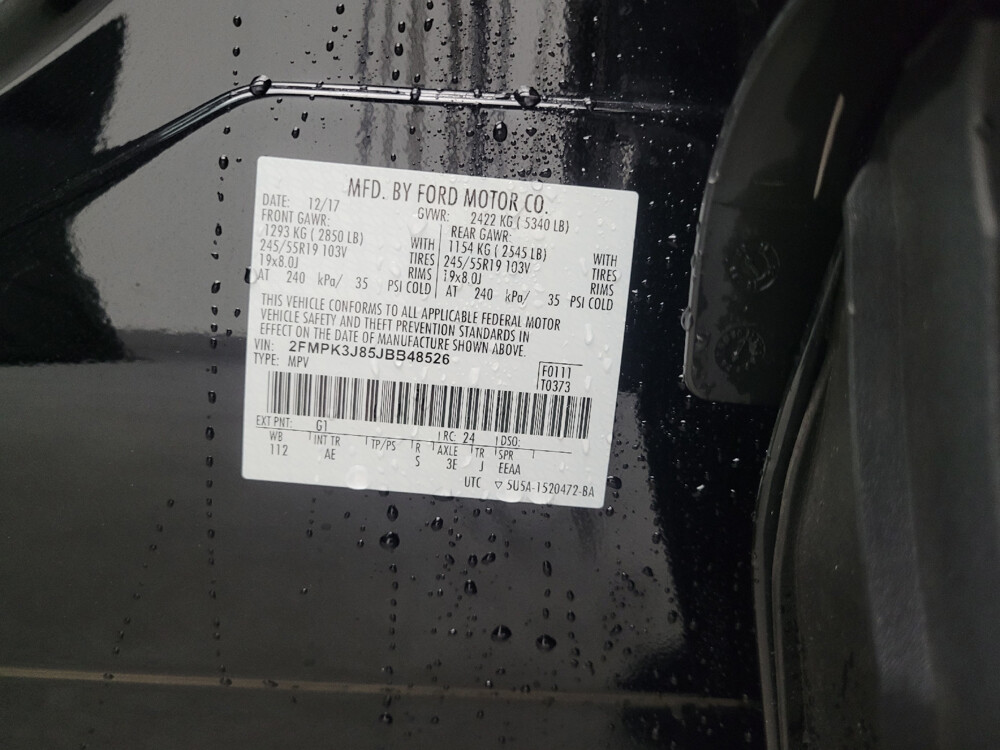 MFD. BY FORD MOTOR CO.
DATE: 12/17 GVWR: 2422 KG ( 5340 LB)
FRONT GAWR: REAR GAWR:
1293 KG ( 2850 LB) WITH 1154 KG ( 2545 LB) WITH
245/55R19 103V TIRES 245/55R19 103V TIRES
19x8.0J RIMS 19x8.0J RIMS
AT 240 kPa/ 35 PSI COLD AT 240 kPa/ 35 PSI COLD
THIS VEHICLE CONFORMS TO ALL APPLICABLE FEDERAL MOTOR
VEHICLE SAFETY AND THEFT PREVENTION STANDARDS IN
EFFECT ON THE DATE OF MANUFACTURE SHOWN ABOVE.
VIN: 2FMPK3J85JBB48526
TYPE: MPV F0111
T0373
EXT PNT: G1 RC: 24 DSO:
WB INT TR TP/PS R AXLE TR SPR
112 AE S 3E J EEAA
UTC ▽ 5U5A-1520472-BA